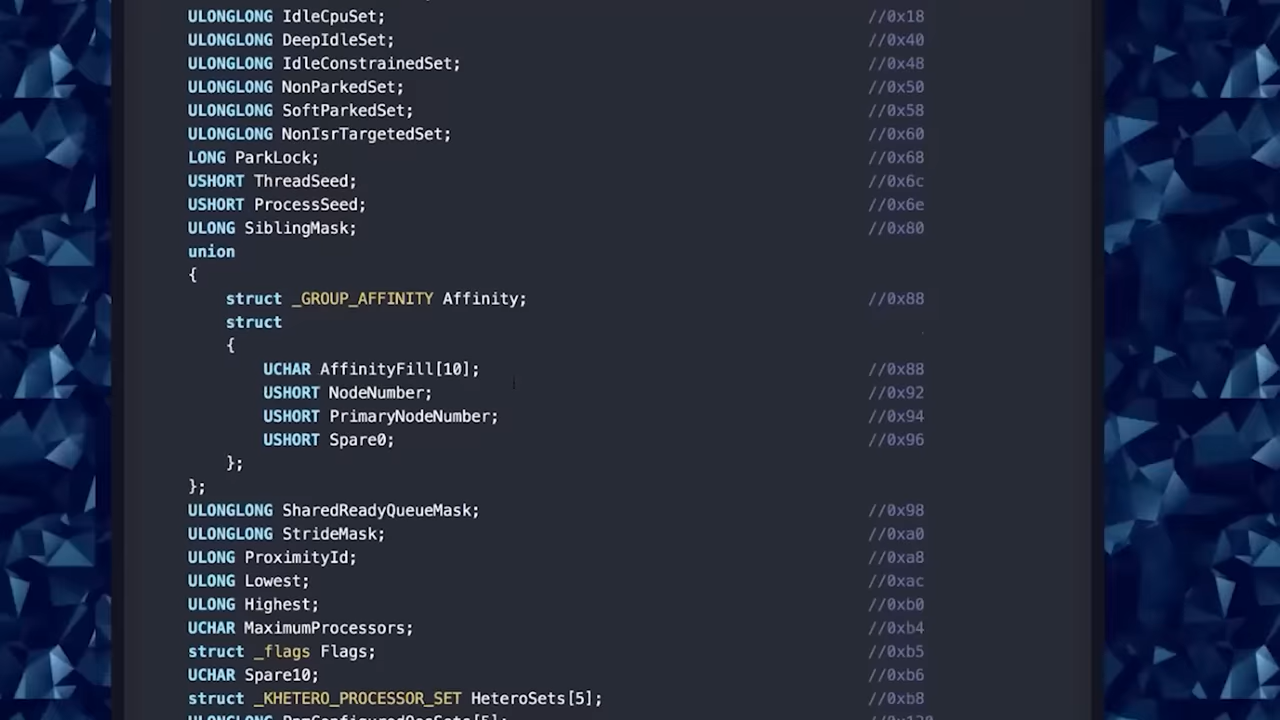 ULONGLONG IdleCpuSet; //0x18
ULONGLONG DeepIdleSet; //0x40
ULONGLONG IdleConstrainedSet; //0x48
ULONGLONG NonParkedSet; //0x50
ULONGLONG SoftParkedSet; //0x58
ULONGLONG NonIsrTargetedSet; //0x60
LONG ParkLock; //0x68
USHORT ThreadSeed; //0x6c
USHORT ProcessSeed; //0x6e
ULONG SiblingMask; //0x80
union
{
struct _GROUP_AFFINITY Affinity; //0x88
struct
{
UCHAR AffinityFill[10]; //0x88
USHORT NodeNumber; //0x92
USHORT PrimaryNodeNumber; //0x94
USHORT Spare0; //0x96
};
};
ULONGLONG SharedReadyQueueMask; //0x98
ULONGLONG StrideMask; //0xa0
ULONG ProximityId; //0xa8
ULONG Lowest; //0xac
ULONG Highest; //0xb0
UCHAR MaximumProcessors; //0xb4
struct _flags Flags; //0xb5
UCHAR Spare10; //0xb6
struct _KHETERO_PROCESSOR_SET HeteroSets[5]; //0xb8
ULONGLONG